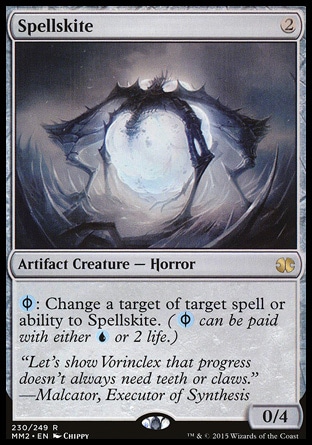 Spellskite 2
Artifact Creature — Horror
: Change a target of target spell or
ability to Spellskite. ( can be paid
with either or 2 life.)
“Let’s show Vorinclex that progress
doesn’t always need teeth or claws.”
—Malcator, Executor of Synthesis
230/249 R
MM2 • EN CHIPPY
™ & © 2015 Wizards of the Coast
0/4